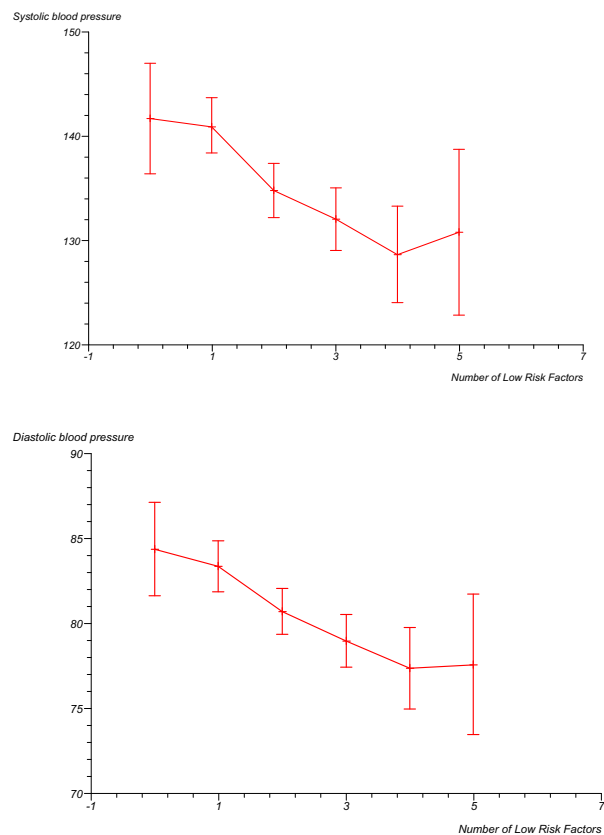 Systolic blood pressure
150
140
130
120
-1 1 3 5 7
Number of Low Risk Factors
Diastolic blood pressure
90
85
80
75
70
-1 1 3 5 7
Number of Low Risk Factors